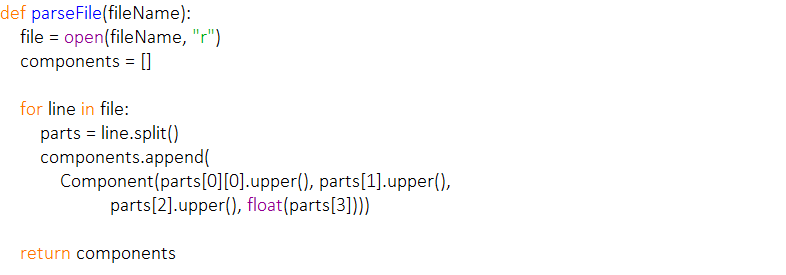 def parseFile(fileName):
    file = open(fileName, "r")
    components = []
    for line in file:
        parts = line.split()
        components.append(
            Component(parts[0][0].upper(), parts[1].upper(),
                      parts[2].upper(), float(parts[3])))
    return components